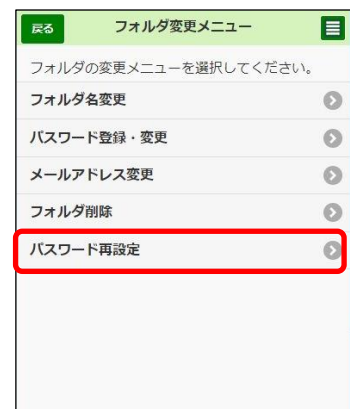 戻る フォルダ変更メニュー
フォルダの変更メニューを選択してください。
フォルダ名変更
パスワード登録・変更
メールアドレス変更
フォルダ削除
パスワード再設定